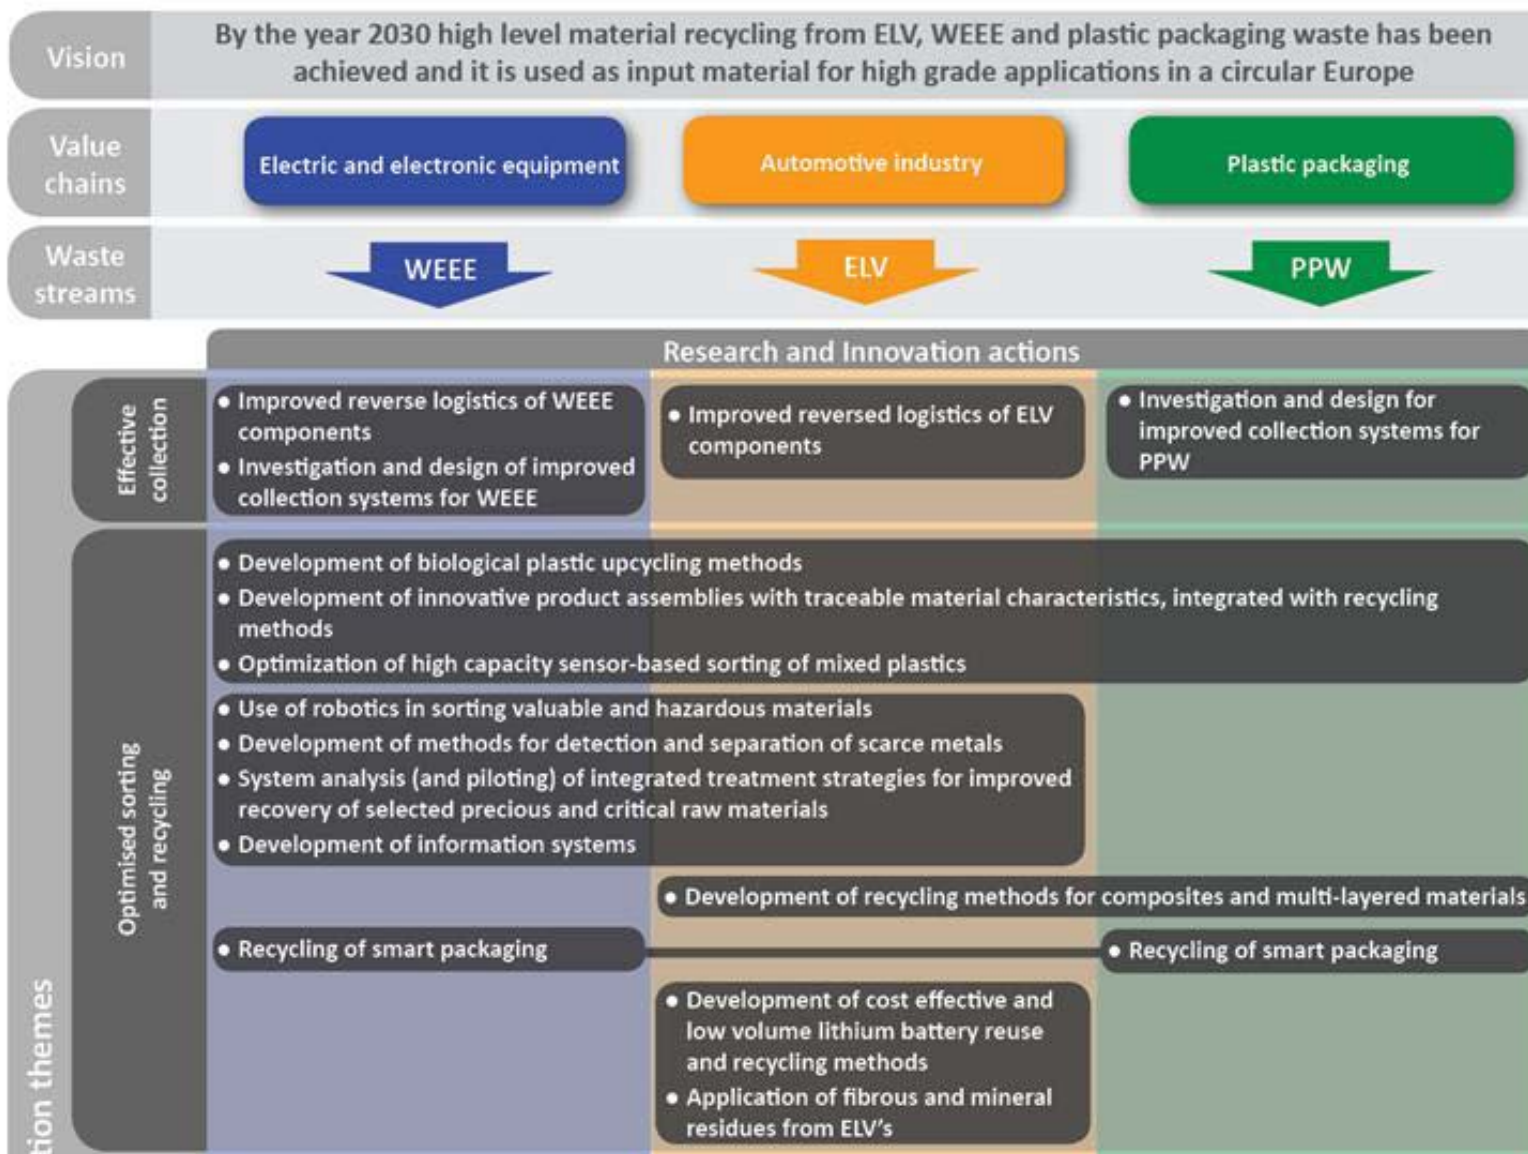 Vision
By the year 2030 high level material recycling from ELV, WEEE and plastic packaging waste has been
achieved and it is used as input material for high grade applications in a circular Europe
Value
chains
Electric and electronic equipment
Automotive industry
Plastic packaging
Waste
streams
WEEE
ELV
PPW
Research and Innovation actions
Effective
collection
● Improved reverse logistics of WEEE
components
● Investigation and design of improved
collection systems for WEEE
● Improved reversed logistics of ELV
components
● Investigation and design for
improved collection systems for
PPW
Optimised sorting
and recycling
● Development of biological plastic upcycling methods
● Development of innovative product assemblies with traceable material characteristics, integrated with recycling
methods
● Optimization of high capacity sensor-based sorting of mixed plastics
● Use of robotics in sorting valuable and hazardous materials
● Development of methods for detection and separation of scarce metals
● System analysis (and piloting) of integrated treatment strategies for improved
recovery of selected precious and critical raw materials
● Development of information systems
● Development of recycling methods for composites and multi-layered materials
● Recycling of smart packaging
● Recycling of smart packaging
● Development of cost effective and
low volume lithium battery reuse
and recycling methods
● Application of fibrous and mineral
residues from ELV's
tion themes